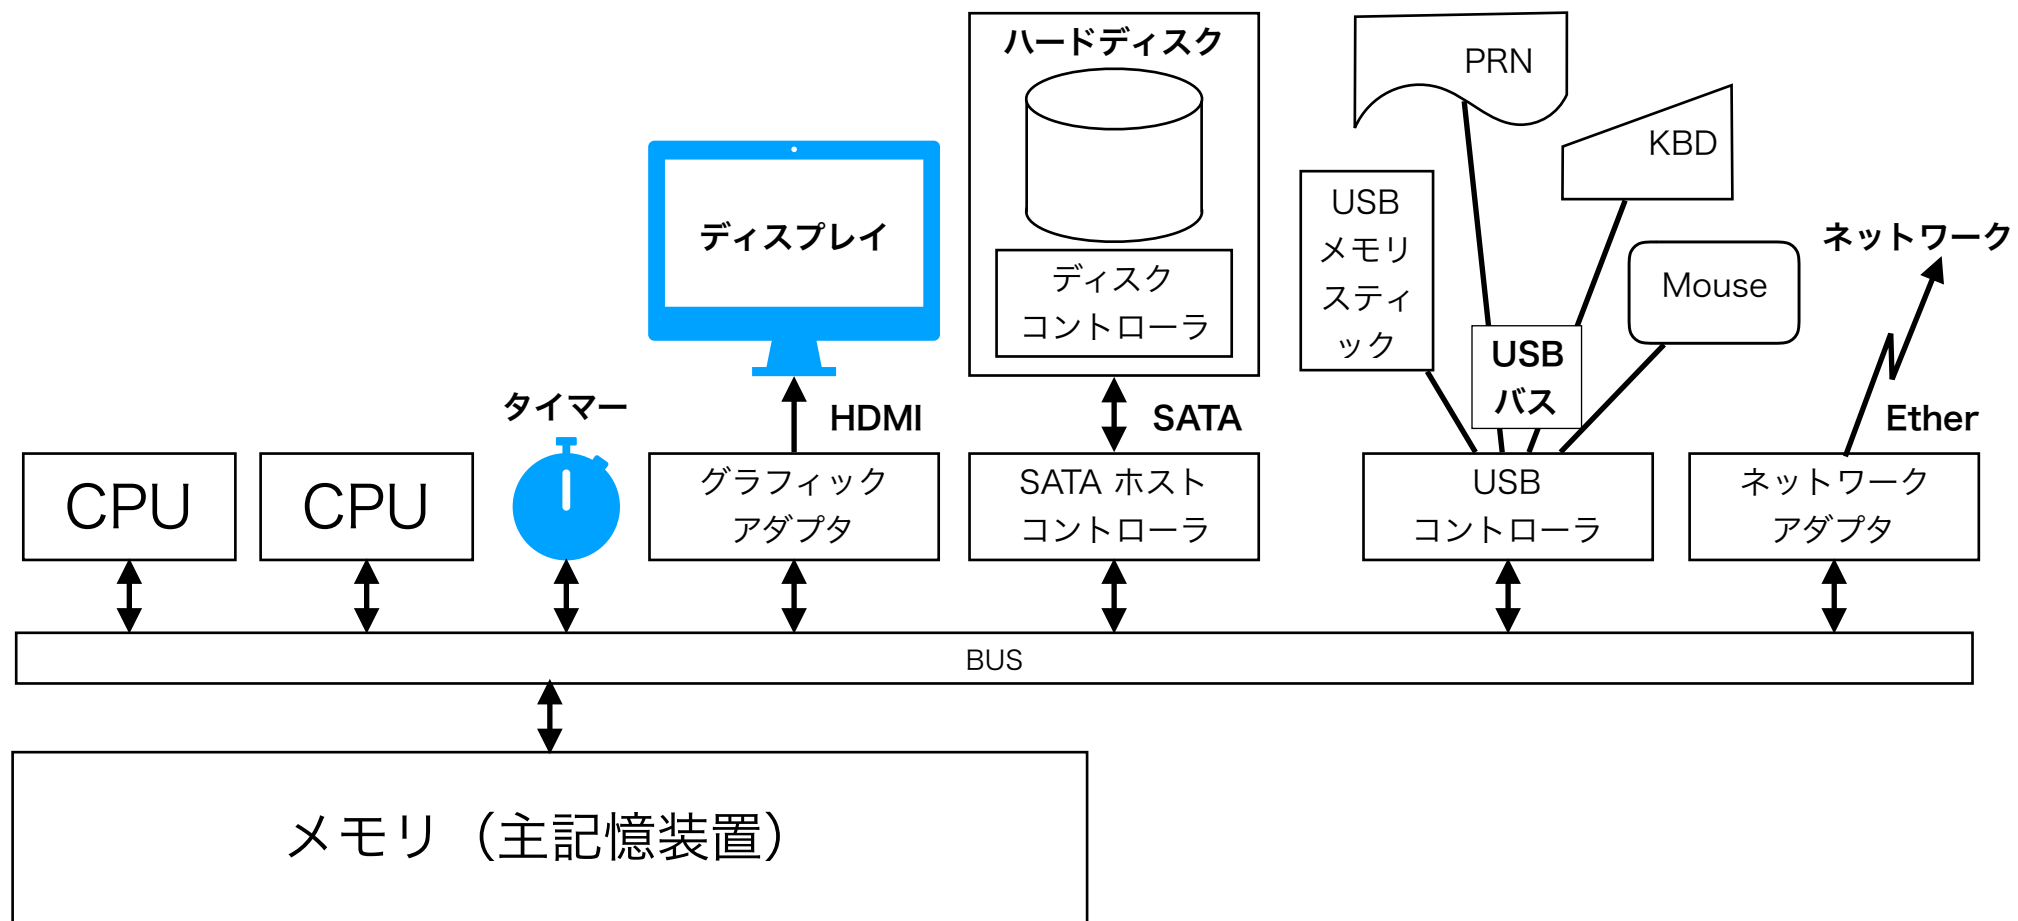 ハードディスク
PRN
KBD
USB
メモリ
スティ
ック
ディスプレイ
ネットワーク
ディスク
コントローラ
Mouse
USB
バス
タイマー
HDMI
SATA
Ether
CPU
CPU
グラフィック
アダプタ
SATA ホスト
コントローラ
USB
コントローラ
ネットワーク
アダプタ
BUS
メモリ（主記憶装置）